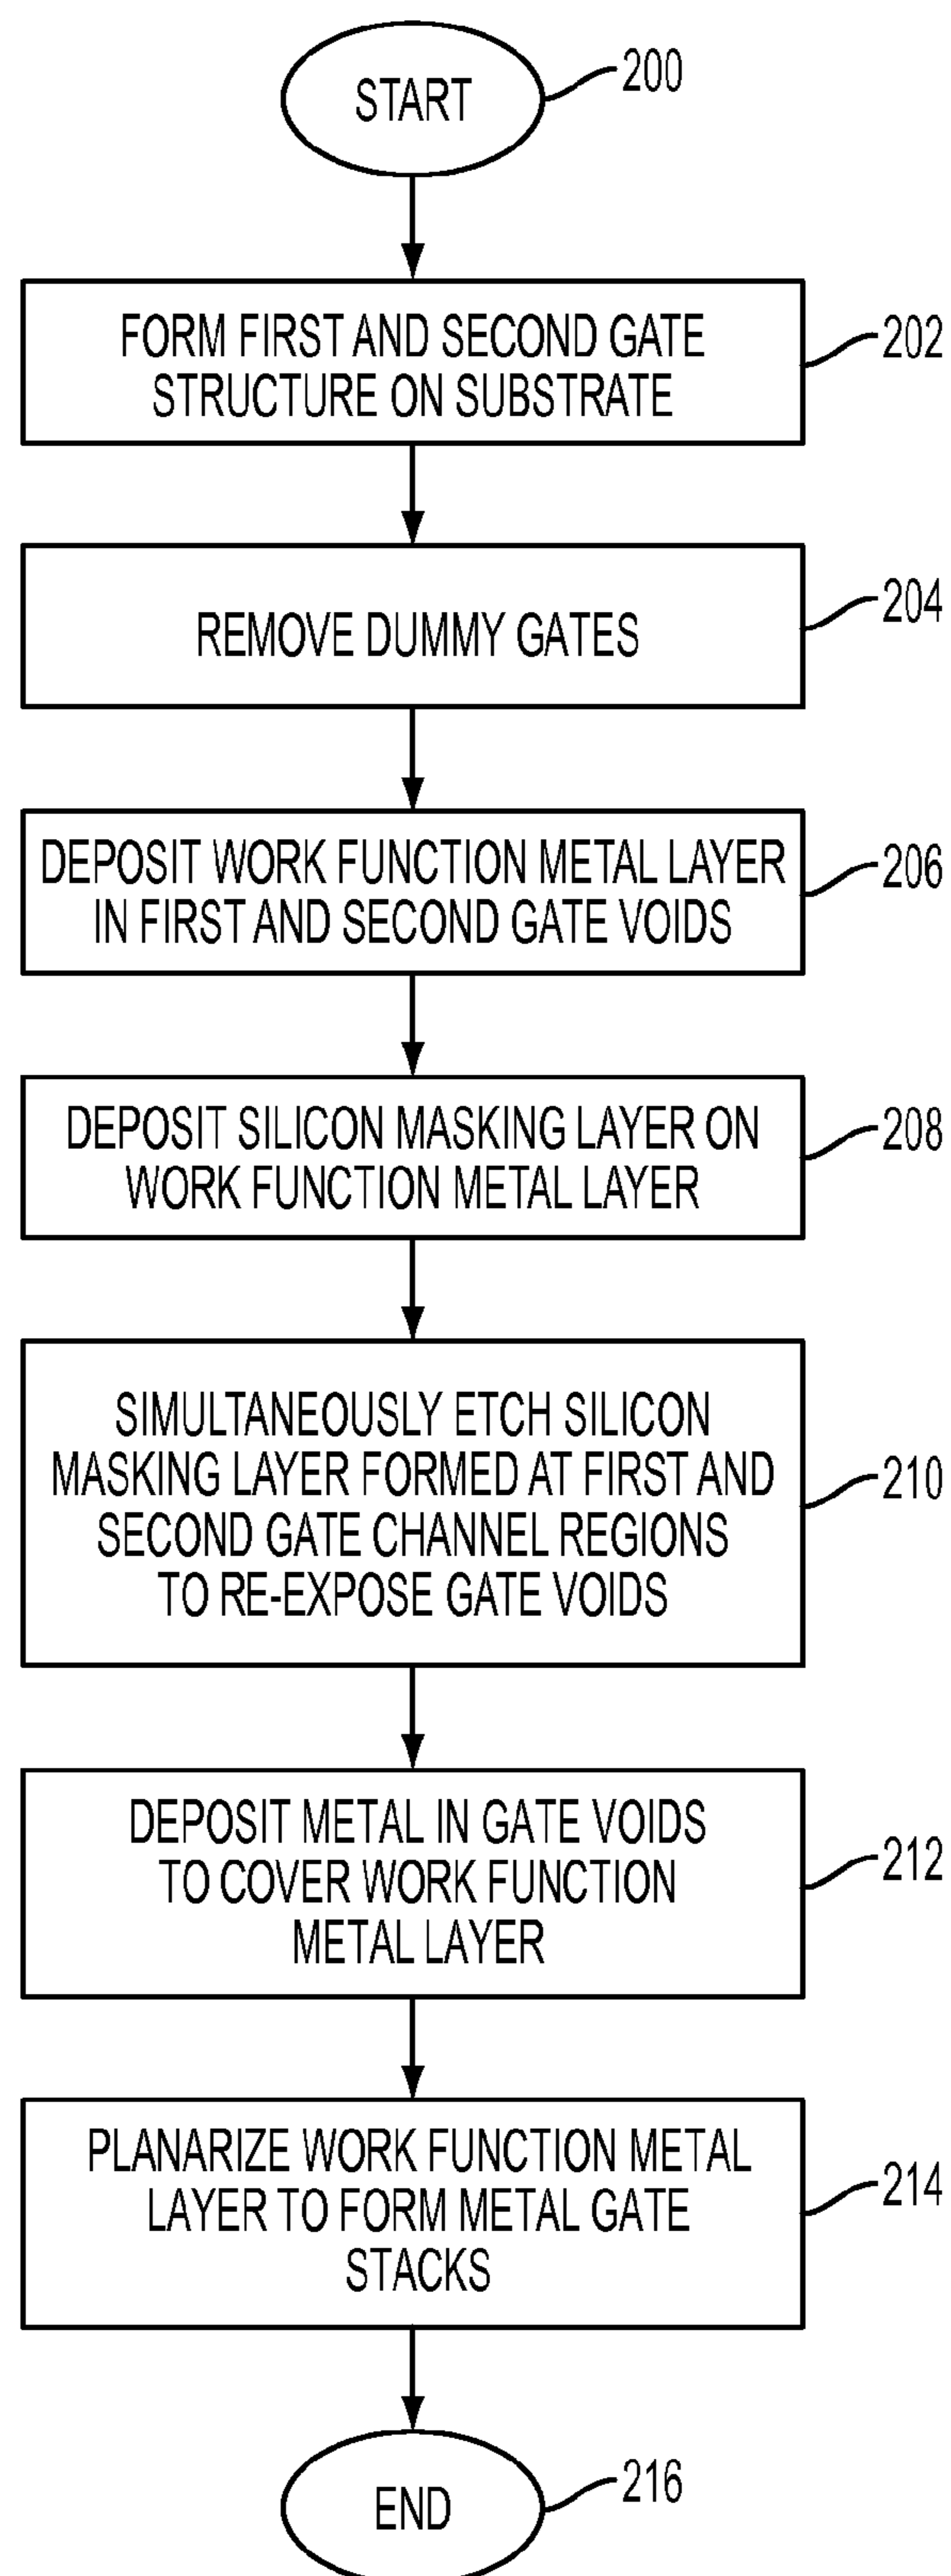 START
200
FORM FIRST AND SECOND GATE
STRUCTURE ON SUBSTRATE
202
REMOVE DUMMY GATES
204
DEPOSIT WORK FUNCTION METAL LAYER
IN FIRST AND SECOND GATE VOIDS
206
DEPOSIT SILICON MASKING LAYER ON
WORK FUNCTION METAL LAYER
208
SIMULTANEOUSLY ETCH SILICON
MASKING LAYER FORMED AT FIRST AND
SECOND GATE CHANNEL REGIONS
TO RE-EXPOSE GATE VOIDS
210
DEPOSIT METAL IN GATE VOIDS
TO COVER WORK FUNCTION
METAL LAYER
212
PLANARIZE WORK FUNCTION METAL
LAYER TO FORM METAL GATE
STACKS
214
END
216